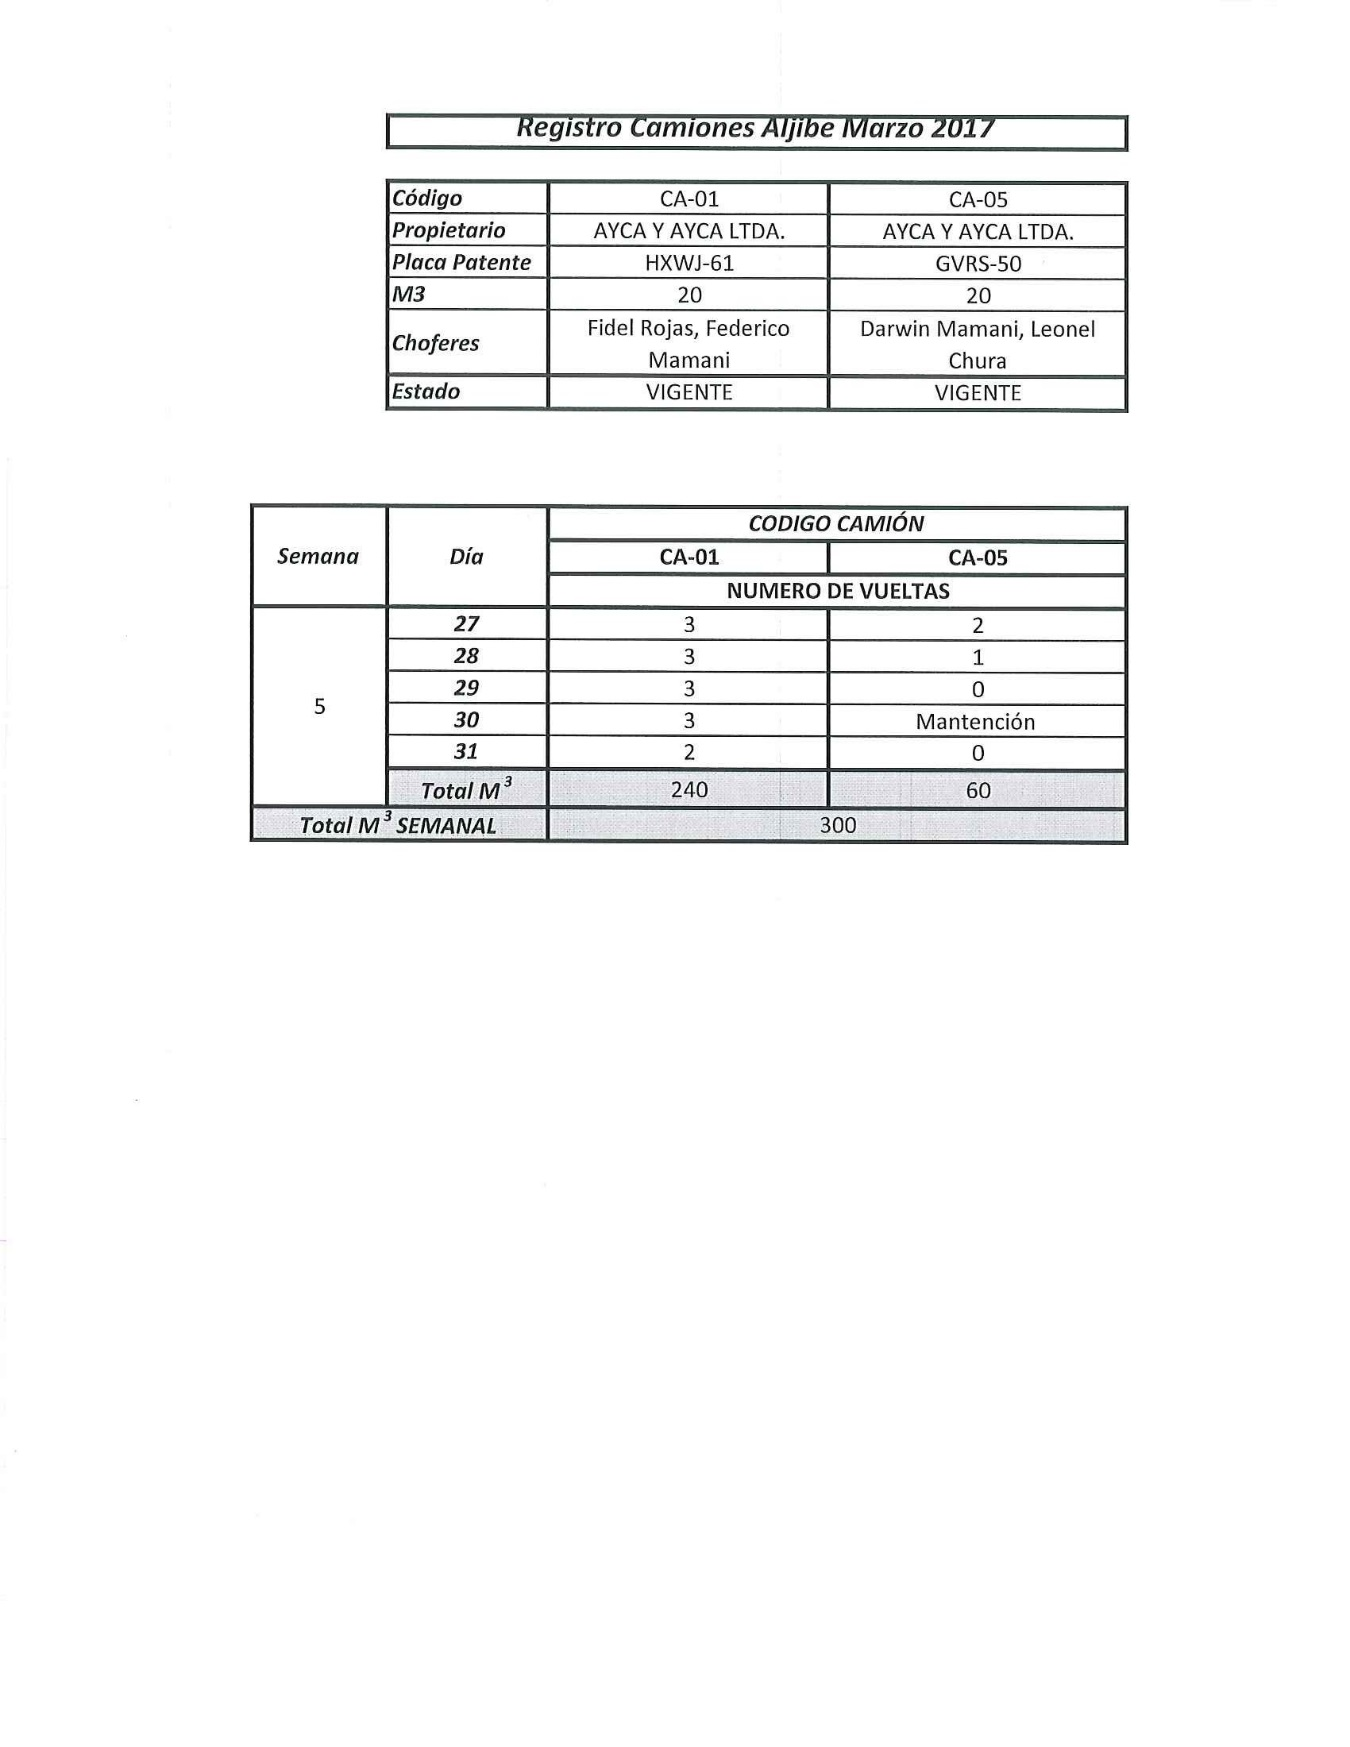 Registro Camiones Aljibe Marzo 2017
Código CA-01 CA-05
Propietario AYCA Y AYCA LTDA. AYCA Y AYCA LTDA.
Placa Patente HXWJ-61 GVRS-50
M3 20 20
Choferes Fidel Rojas, Federico Mamani Darwin Mamani, Leonel Chura
Estado VIGENTE VIGENTE
Semana Día CODIGO CAMIÓN
CA-01 CA-05
NUMERO DE VUELTAS
5
27 3 2
28 3 1
29 3 0
30 3 Mantención
31 2 0
Total M³ 240 60
Total M³ SEMANAL 300